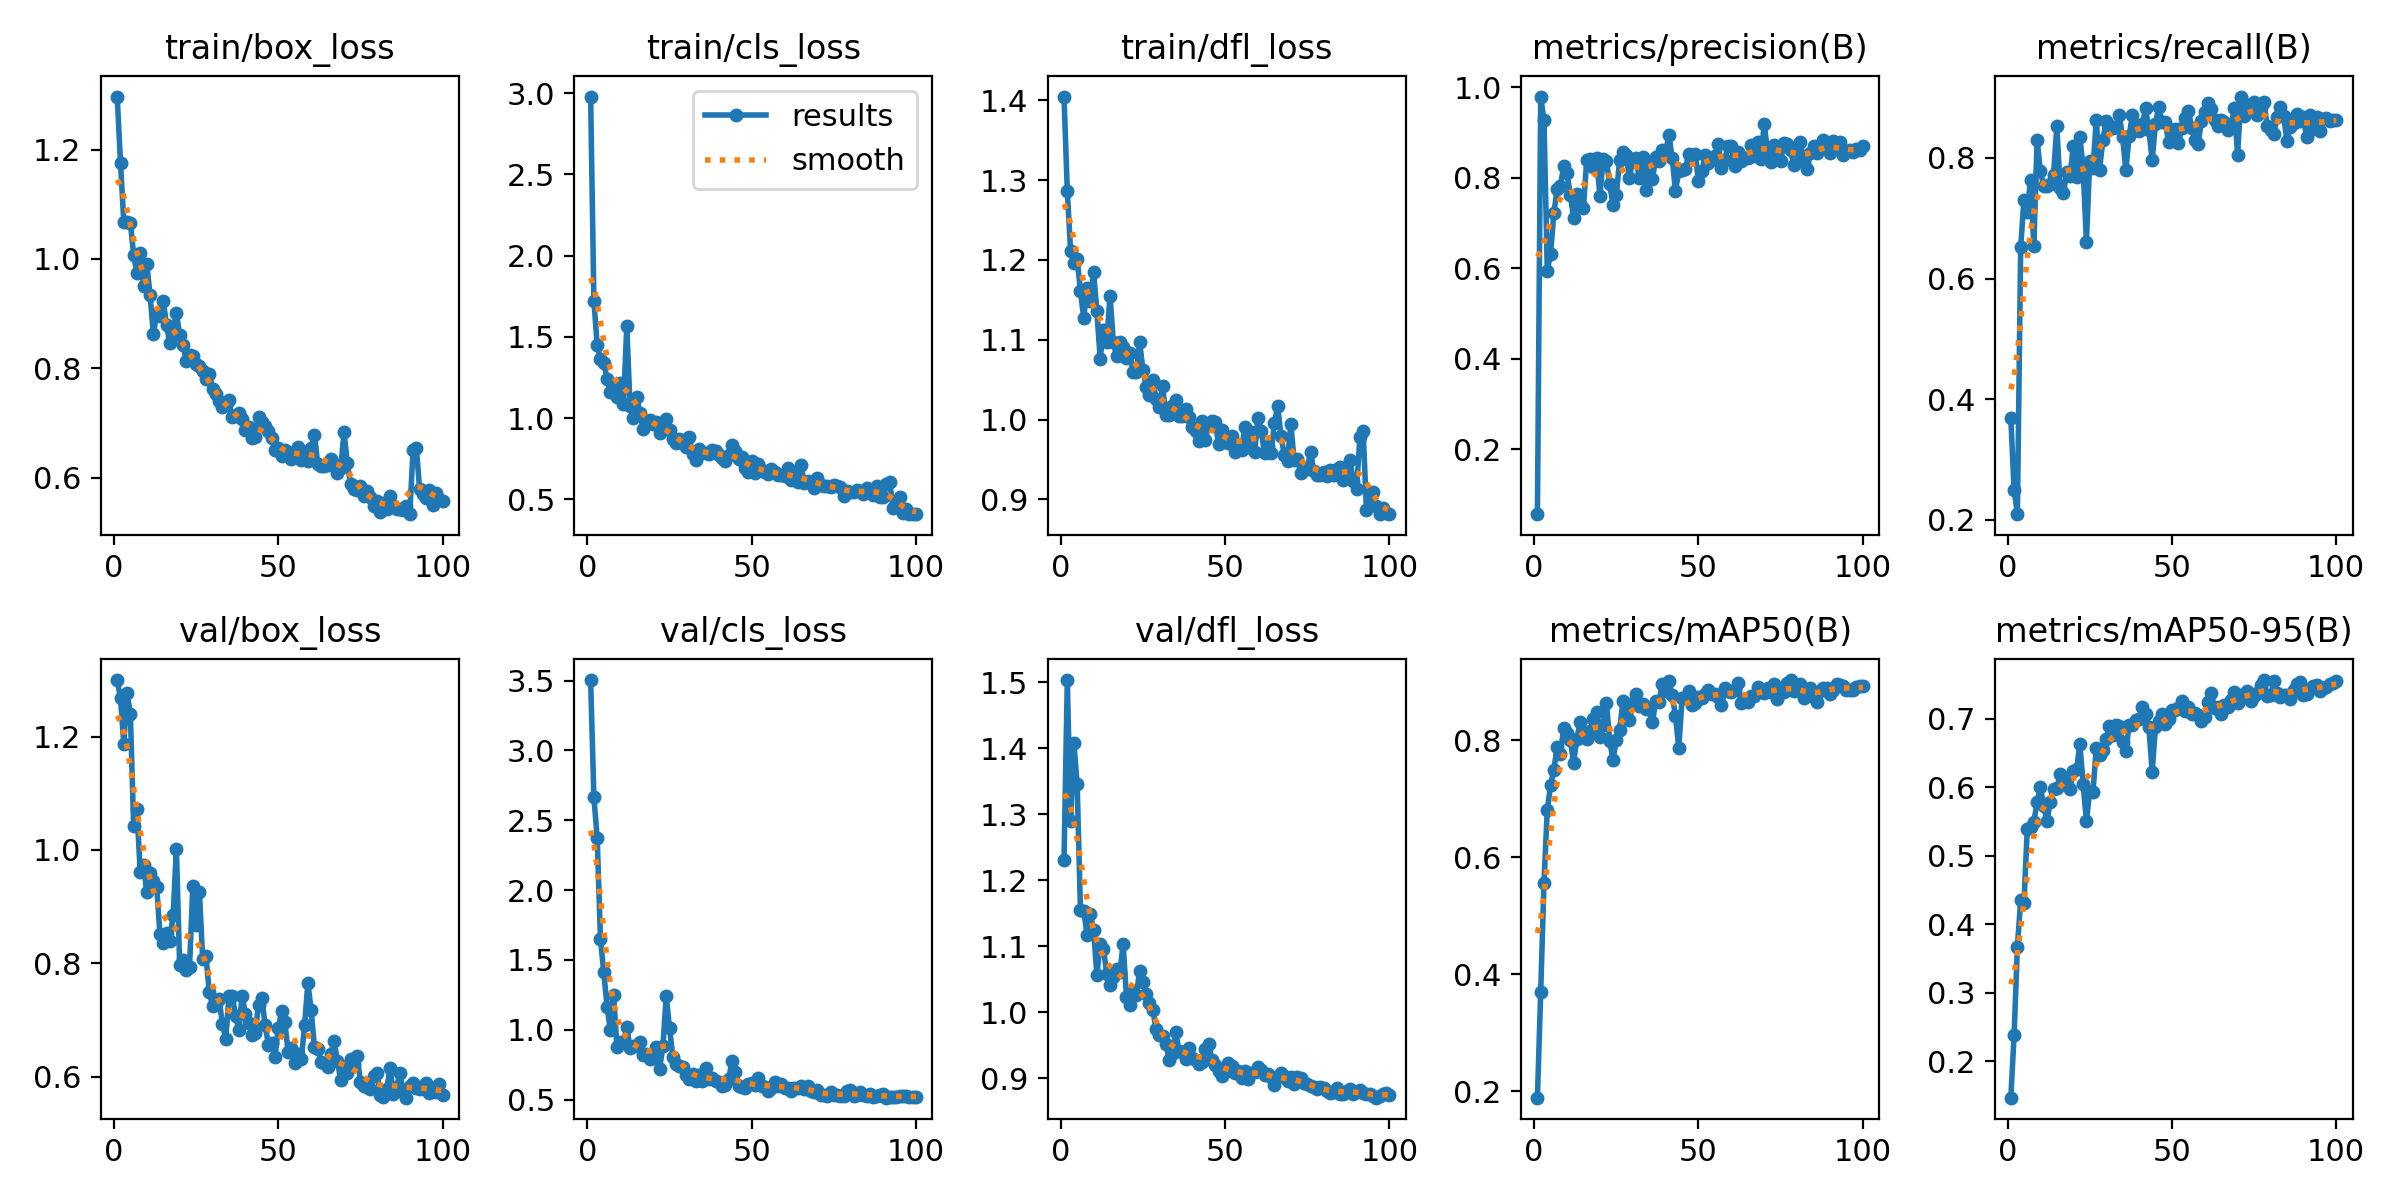 train/box_loss
train/cls_loss
train/dfl_loss
metrics/precision(B)
metrics/recall(B)
1.2
1.0
0.8
0.6
0 50 100
3.0
2.5
2.0
1.5
1.0
0.5
0 50 100
results
smooth
1.4
1.3
1.2
1.1
1.0
0.9
0 50 100
1.0
0.8
0.6
0.4
0.2
0 50 100
0.8
0.6
0.4
0.2
0 50 100
val/box_loss
val/cls_loss
val/dfl_loss
metrics/mAP50(B)
metrics/mAP50-95(B)
1.2
1.0
0.8
0.6
0 50 100
3.5
3.0
2.5
2.0
1.5
1.0
0.5
0 50 100
1.5
1.4
1.3
1.2
1.1
1.0
0.9
0 50 100
0.8
0.6
0.4
0.2
0 50 100
0.7
0.6
0.5
0.4
0.3
0.2
0 50 100